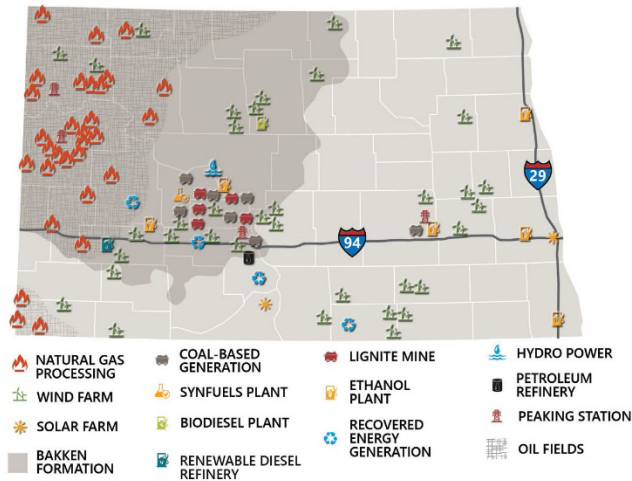 29
94
NATURAL GAS
PROCESSING
WIND FARM
SOLAR FARM
BAKKEN
FORMATION
COAL-BASED
GENERATION
SYNFUELS PLANT
BIODIESEL PLANT
RENEWABLE DIESEL
REFINERY
LIGNITE MINE
ETHANOL
PLANT
RECOVERED
ENERGY
GENERATION
HYDRO POWER
PETROLEUM
REFINERY
PEAKING STATION
OIL FIELDS